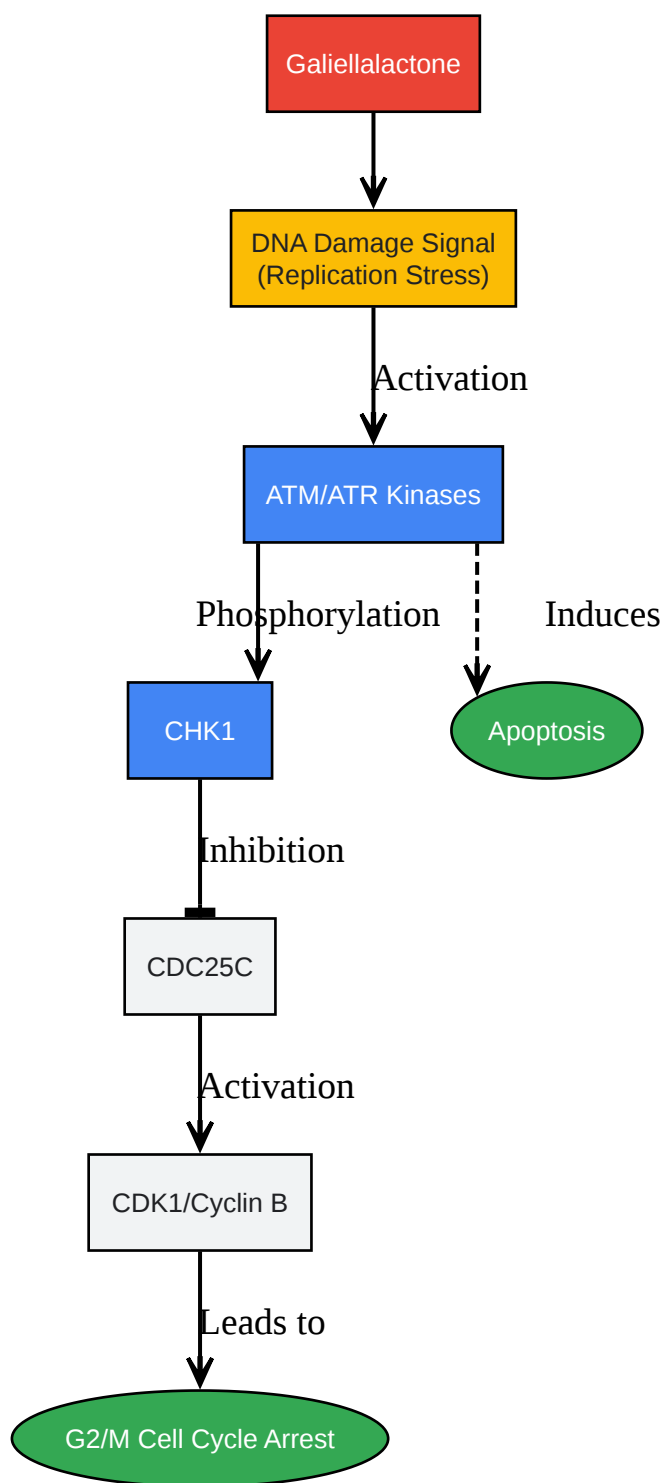 Galiellalactone
DNA Damage Signal
(Replication Stress)
Activation
ATM/ATR Kinases
Phosphorylation
Induces
CHK1
Apoptosis
Inhibition
CDC25C
Activation
CDK1/Cyclin B
Leads to
G2/M Cell Cycle Arrest